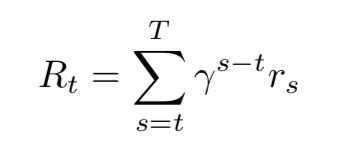 R_t = \sum_{s=t}^{T} \gamma^{s-t} r_s